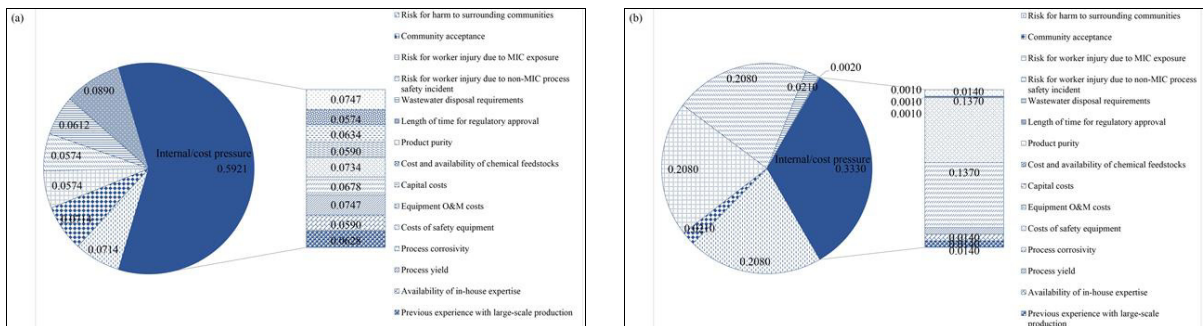 (a)
0.0890
0.0612
0.0574
0.0574
0.0714
0.0714
Internal/cost pressure
0.5921
0.0747
0.0574
0.0634
0.0590
0.0734
0.0678
0.0747
0.0590
0.0628
Risk for harm to surrounding communities
Community acceptance
Risk for worker injury due to MIC exposure
Risk for worker injury due to non-MIC process
safety incident
Wastewater disposal requirements
Length of time for regulatory approval
Product purity
Cost and availability of chemical feedstocks
Capital costs
Equipment O&M costs
Costs of safety equipment
Process corrosivity
Process yield
Availability of in-house expertise
Previous experience with large-scale production
(b)
0.2080
0.0210
0.0020
0.2080
0.0210
0.2080
Internal/cost pressure
0.3330
0.0010
0.0010
0.0010
0.0140
0.1370
0.1370
0.0140
0.0140
Risk for harm to surrounding communities
Community acceptance
Risk for worker injury due to MIC exposure
Risk for worker injury due to non-MIC process
safety incident
Wastewater disposal requirements
Length of time for regulatory approval
Product purity
Cost and availability of chemical feedstocks
Capital costs
Equipment O&M costs
Costs of safety equipment
Process corrosivity
Process yield
Availability of in-house expertise
Previous experience with large-scale
production